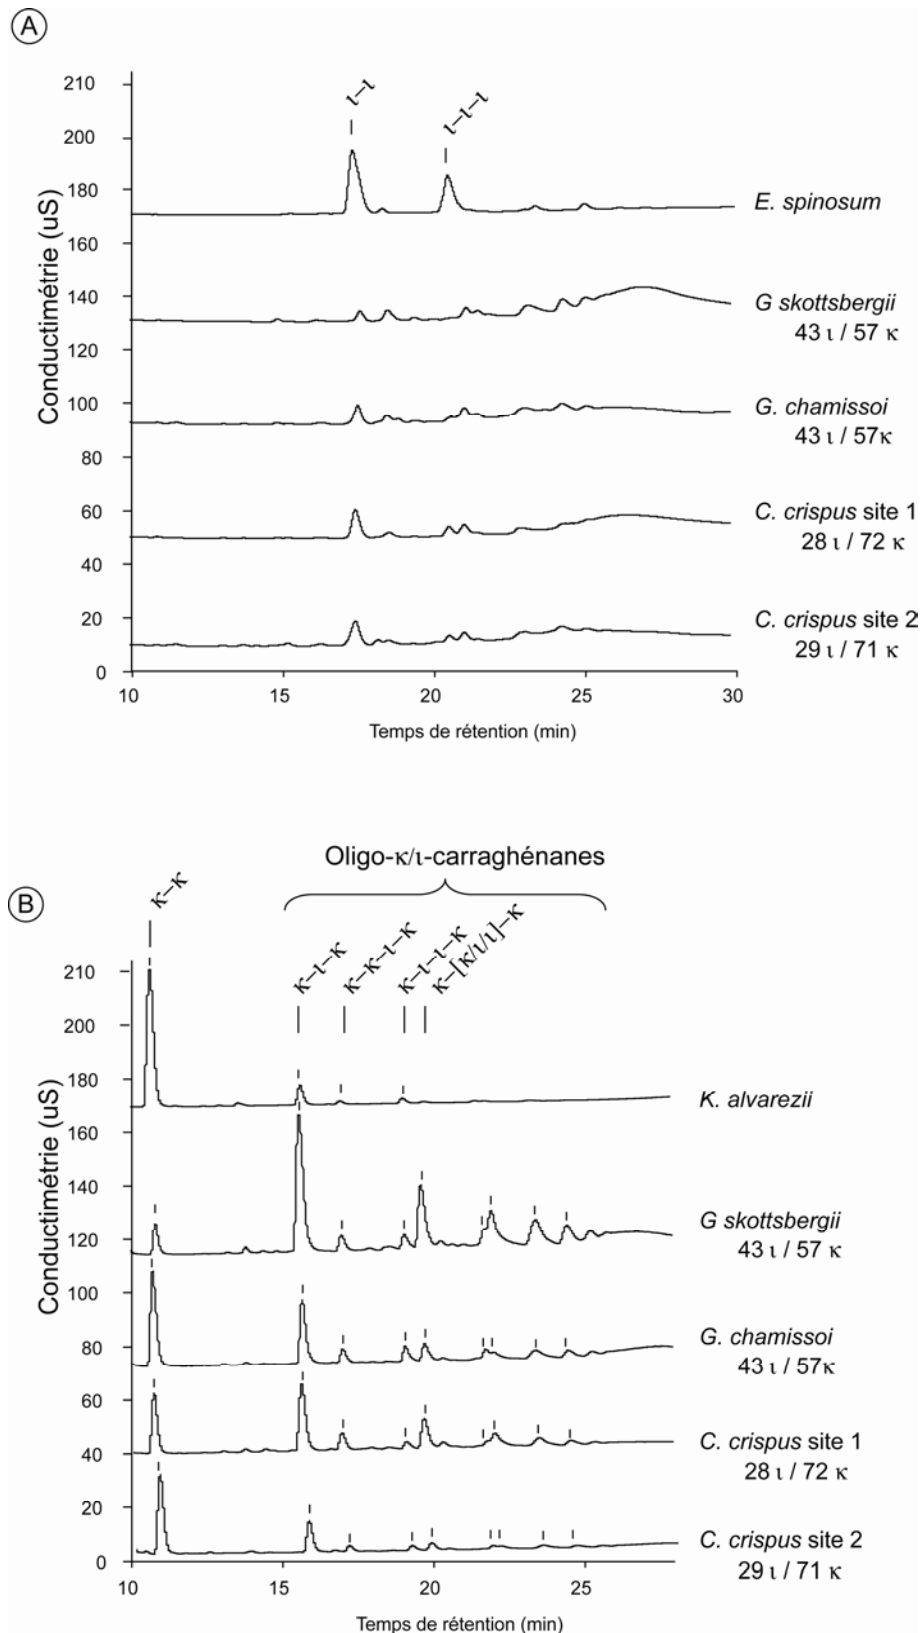 A
Conductimétrie (uS)
210
200
180
160
140
120
100
80
60
40
20
0
ι–ι
ι–ι–ι
E. spinosum
G skottsbergii
43 ι / 57 κ
G. chamissoi
43 ι / 57κ
C. crispus site 1
28 ι / 72 κ
C. crispus site 2
29 ι / 71 κ
10 15 20 25 30
Temps de rétention (min)
B
Oligo-κ/ι-carraghénanes
κ–κ
κ–ι–κ
κ–κ–ι–κ
κ–ι–ι–κ
κ–[κ/ι/ι]–κ
Conductimétrie (uS)
210
200
180
160
140
120
100
80
60
40
20
0
K. alvarezii
G skottsbergii
43 ι / 57 κ
G. chamissoi
43 ι / 57κ
C. crispus site 1
28 ι / 72 κ
C. crispus site 2
29 ι / 71 κ
10 15 20 25
Temps de rétention (min)